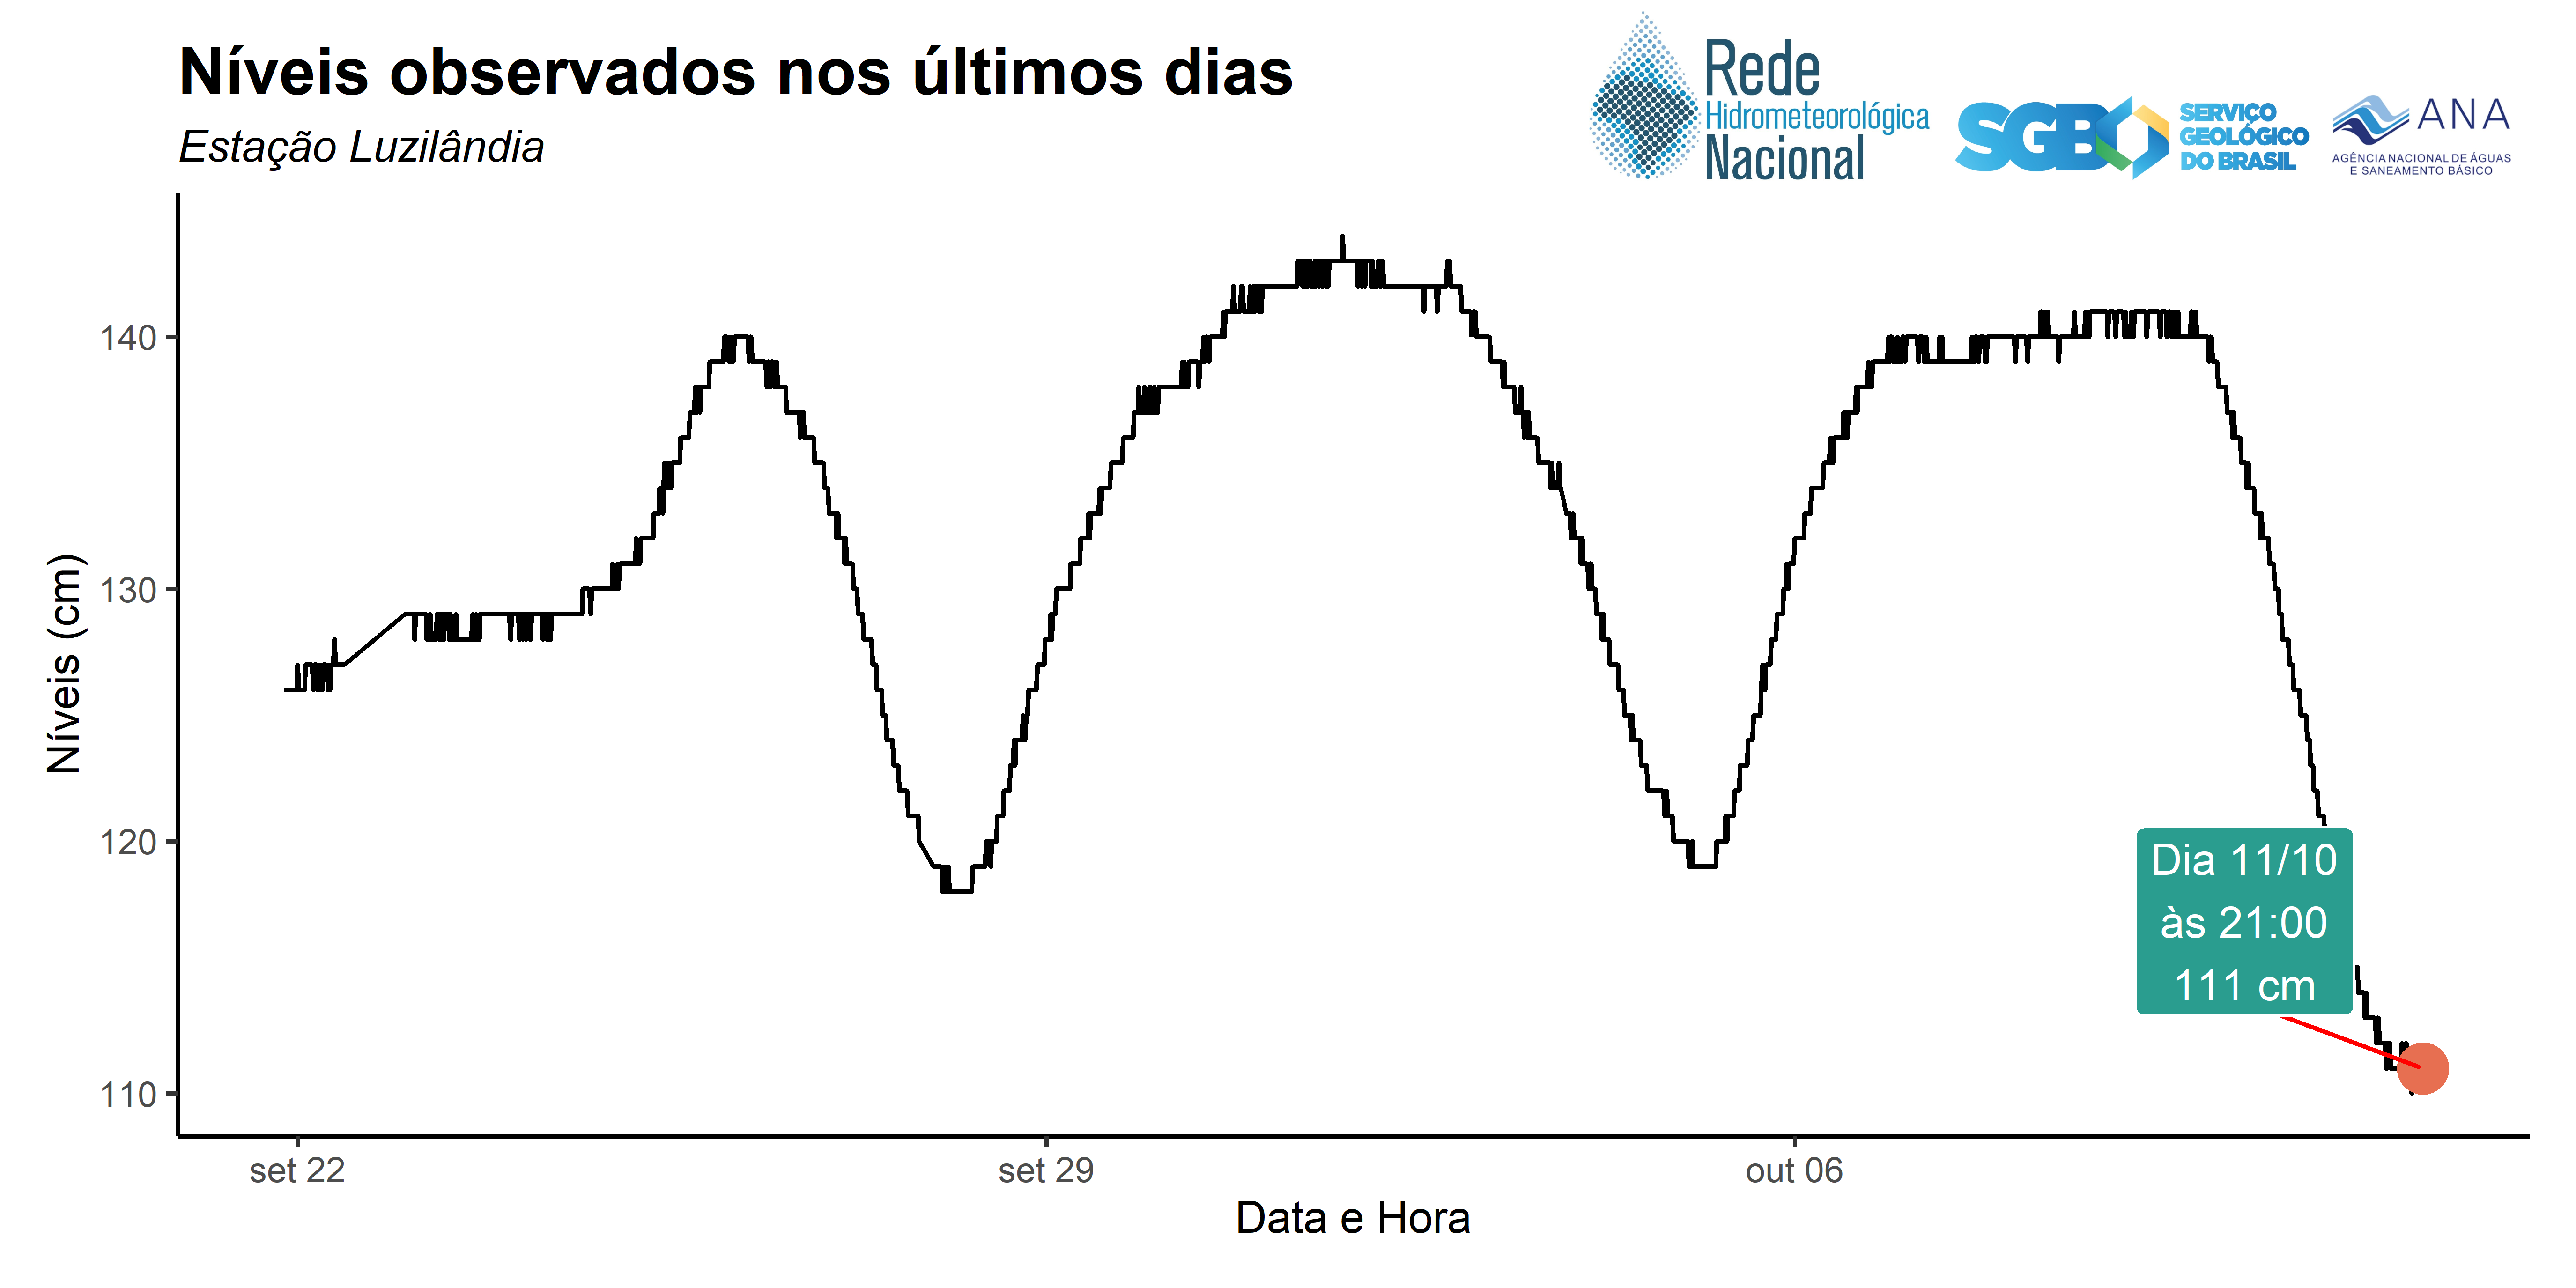 Níveis observados nos últimos dias
Estação Luzilândia
Rede
Hidrometeorológica
Nacional
SGB
SERVIÇO
GEOLÓGICO
DO BRASIL
ANA
AGÊNCIA NACIONAL DE ÁGUAS
E SANEAMENTO BÁSICO
Níveis (cm)
140
130
120
110
Dia 11/10
às 21:00
111 cm
set 22
set 29
out 06
Data e Hora